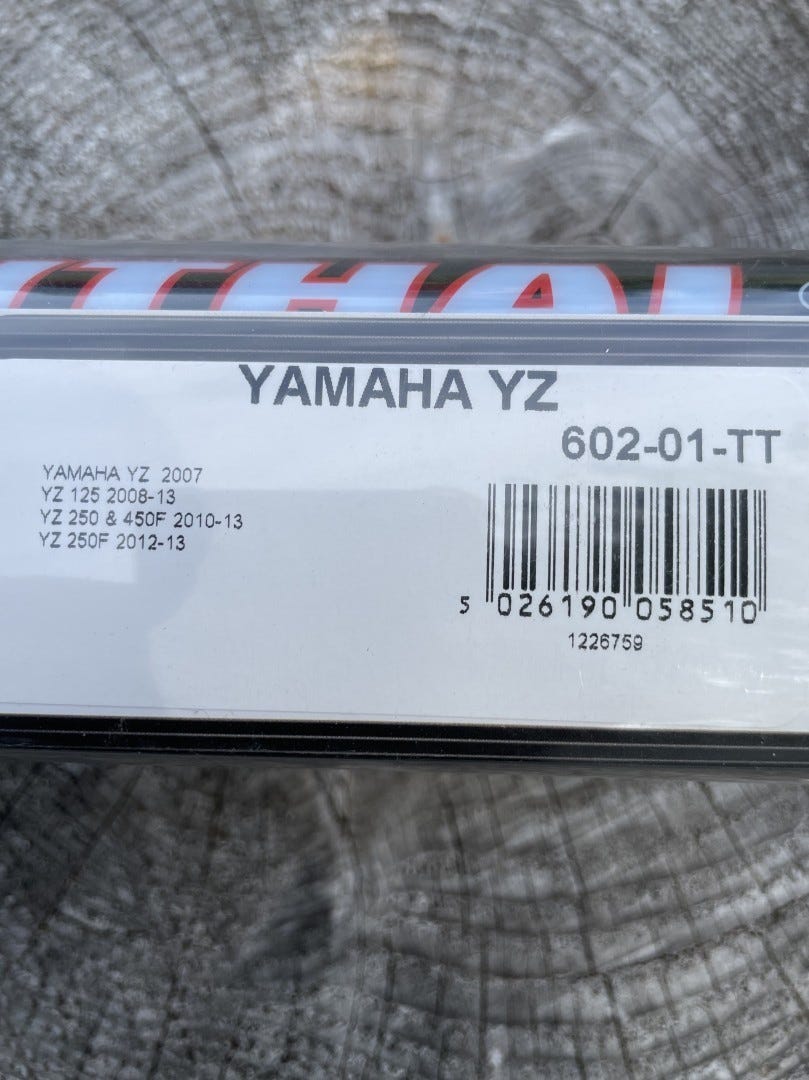 THAL
YAMAHA YZ
602-01-TT
YAMAHA YZ 2007
YZ 125 2008-13
YZ 250 & 450F 2010-13
YZ 250F 2012-13
5 026190 058510
1226759